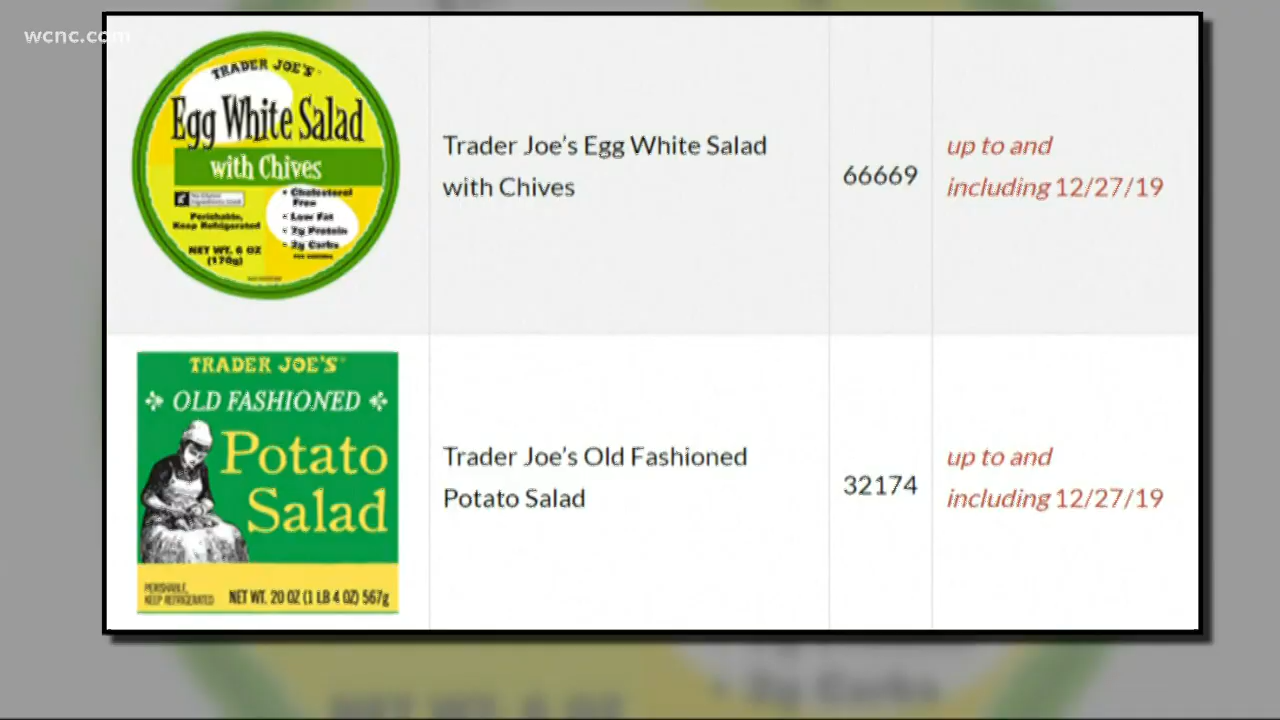 wcnc.com
TRADER JOE'S
Egg White Salad
with Chives
• Cholesterol
Free
• Low Fat
• 7g Protein
• 2g Carbs
Perishable,
Keep Refrigerated
NET WT. 6 OZ
(170g)
Trader Joe's Egg White Salad
with Chives
66669
up to and
including 12/27/19
TRADER JOE'S
OLD FASHIONED
Potato
Salad
PERISHABLE,
KEEP REFRIGERATED
NET WT. 20 OZ (1 LB 4 OZ) 567g
Trader Joe's Old Fashioned
Potato Salad
32174
up to and
including 12/27/19
2g Carbs